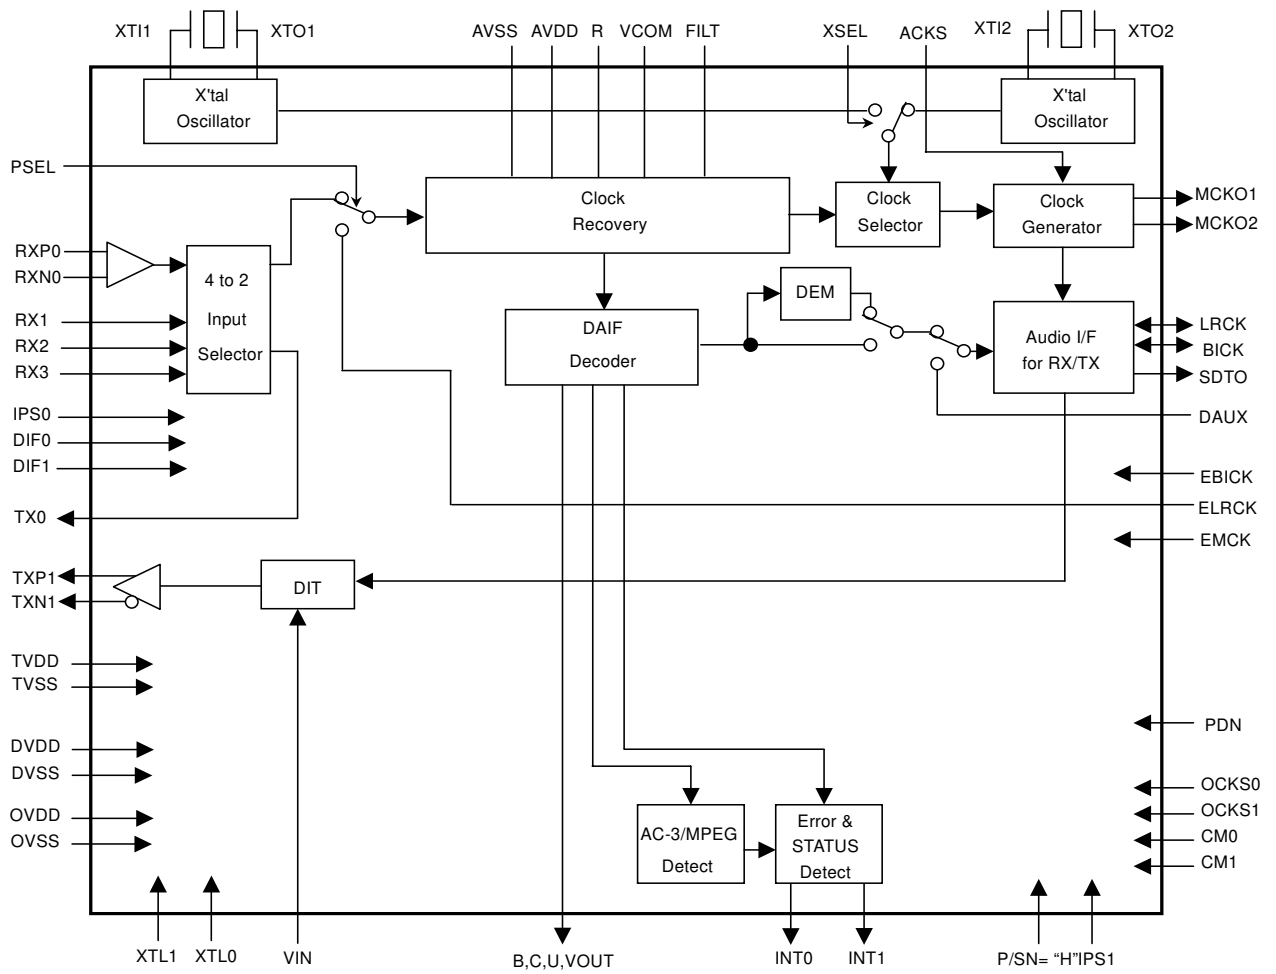 XTI1
XTO1
AVSS
AVDD
R
VCOM
FILT
XSEL
ACKS
XTI2
XTO2
X'tal
Oscillator
X'tal
Oscillator
PSEL
Clock
Recovery
Clock
Selector
Clock
Generator
MCKO1
MCKO2
RXP0
RXN0
4 to 2
Input
Selector
RX1
RX2
RX3
DEM
DAIF
Decoder
Audio I/F
for RX/TX
LRCK
BICK
SDTO
DAUX
IPS0
DIF0
DIF1
EBICK
ELRCK
EMCK
TX0
TXP1
TXN1
DIT
TVDD
TVSS
DVDD
DVSS
OVDD
OVSS
PDN
OCKS0
OCKS1
CM0
CM1
AC-3/MPEG
Detect
Error &
STATUS
Detect
XTL1
XTL0
VIN
B,C,U,VOUT
INT0
INT1
P/SN= “H”
IPS1